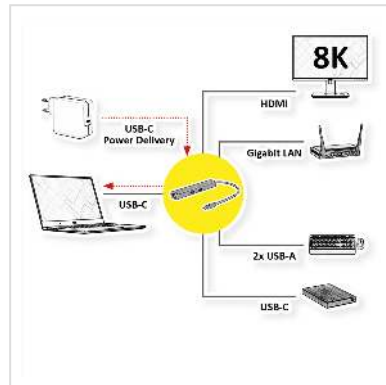 8K
HDMI
USB-C
Power Delivery
Gigabit LAN
USB-C
2x USB-A
USB-C